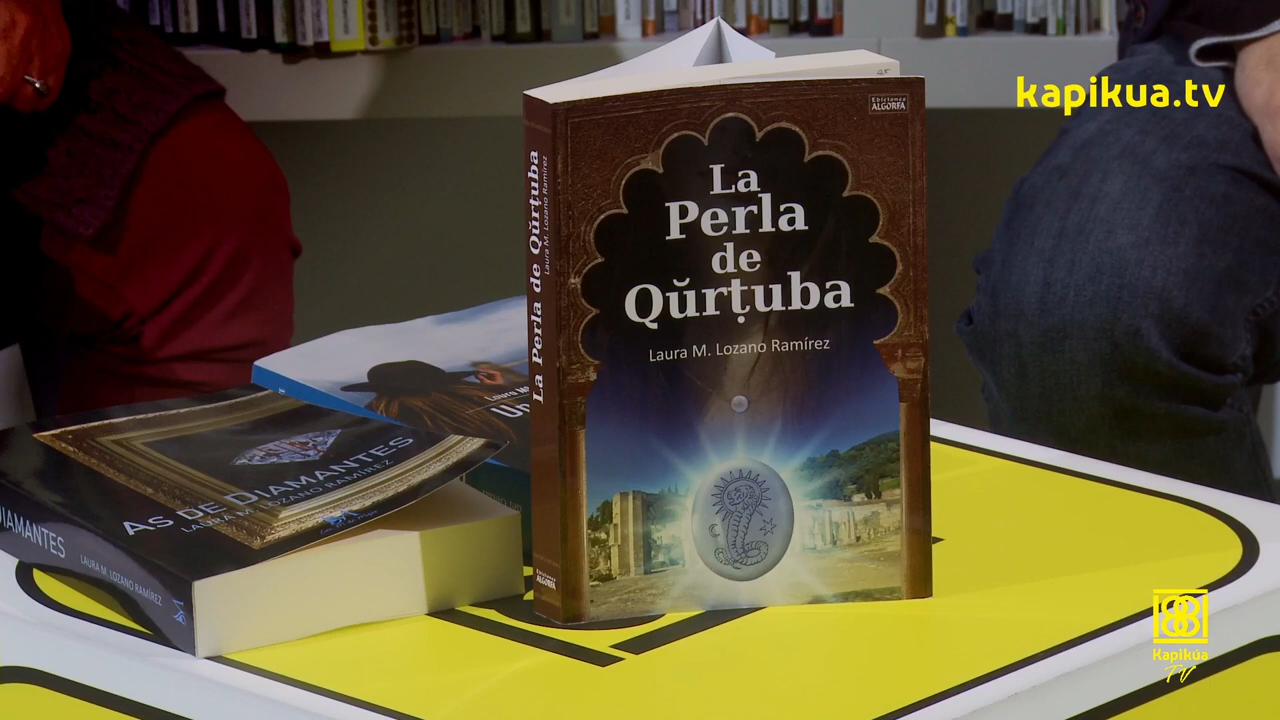 kapikua.tv
Ediciones
ALGORFA
La
Perla
de
Qŭrṭuba
Laura M. Lozano Ramírez
La Perla de Qŭrṭuba
Laura M. Lozano Ramírez
Ediciones
ALGORFA
AS DE DIAMANTES
LAURA M. LOZANO RAMÍREZ
DIAMANTES
LAURA M. LOZANO RAMÍREZ
Kapikúa
TV